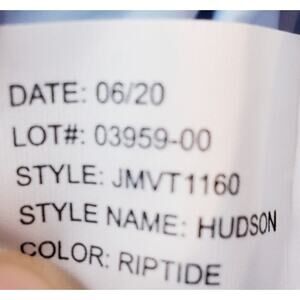 DATE: 06/20
LOT#: 03959-00
STYLE: JMVT1160
STYLE NAME: HUDSON
COLOR: RIPTIDE